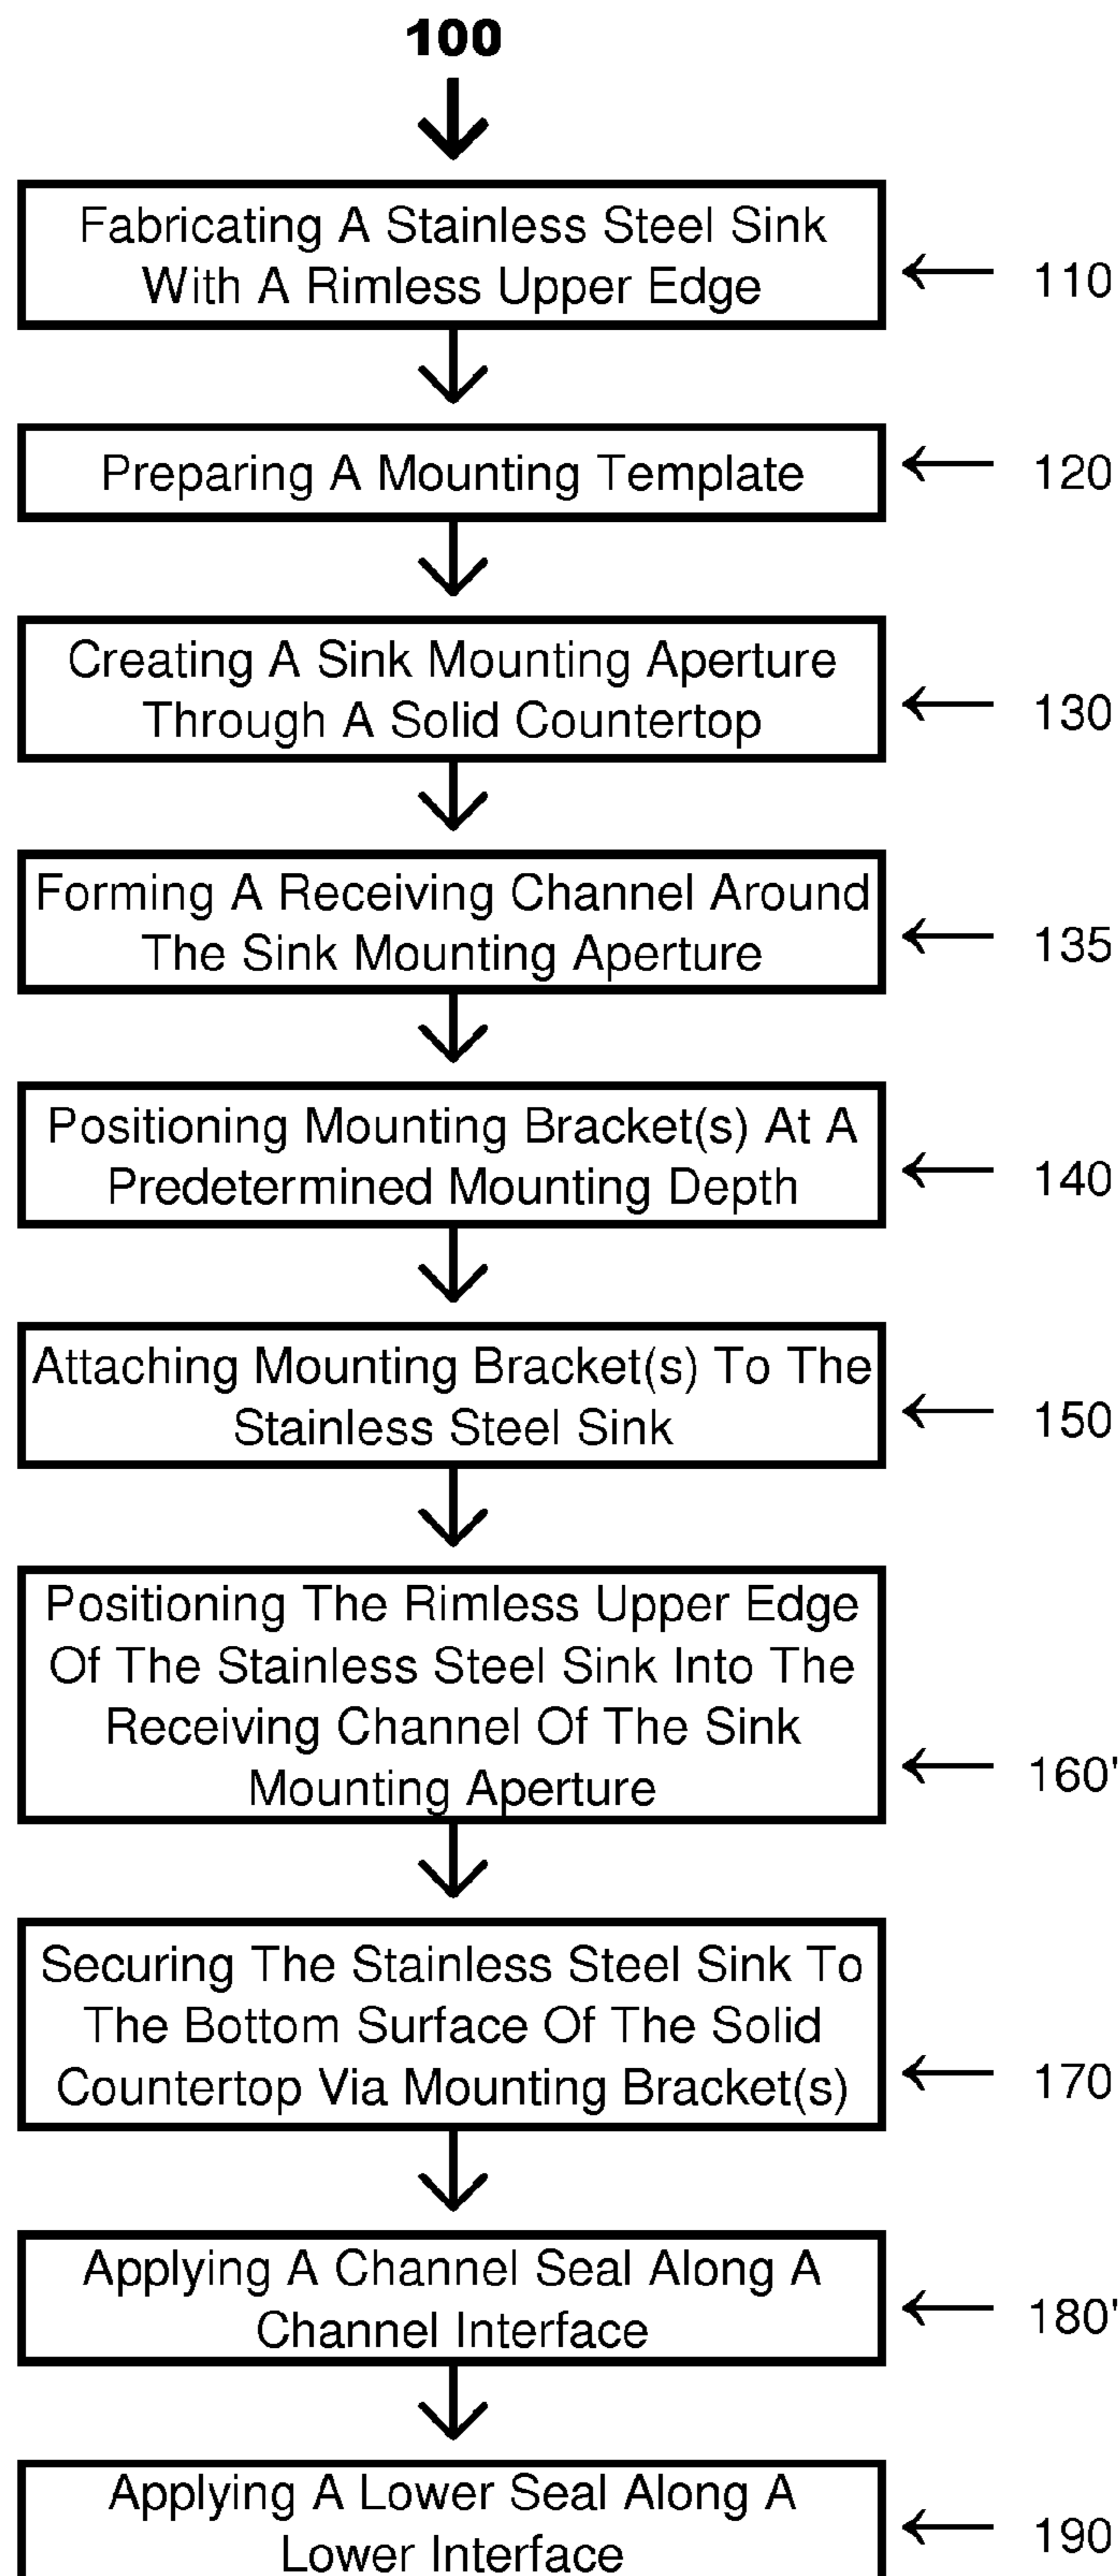 100
Fabricating A Stainless Steel Sink
With A Rimless Upper Edge
110
Preparing A Mounting Template
120
Creating A Sink Mounting Aperture
Through A Solid Countertop
130
Forming A Receiving Channel Around
The Sink Mounting Aperture
135
Positioning Mounting Bracket(s) At A
Predetermined Mounting Depth
140
Attaching Mounting Bracket(s) To The
Stainless Steel Sink
150
Positioning The Rimless Upper Edge
Of The Stainless Steel Sink Into The
Receiving Channel Of The Sink
Mounting Aperture
160'
Securing The Stainless Steel Sink To
The Bottom Surface Of The Solid
Countertop Via Mounting Bracket(s)
170
Applying A Channel Seal Along A
Channel Interface
180'
Applying A Lower Seal Along A
Lower Interface
190